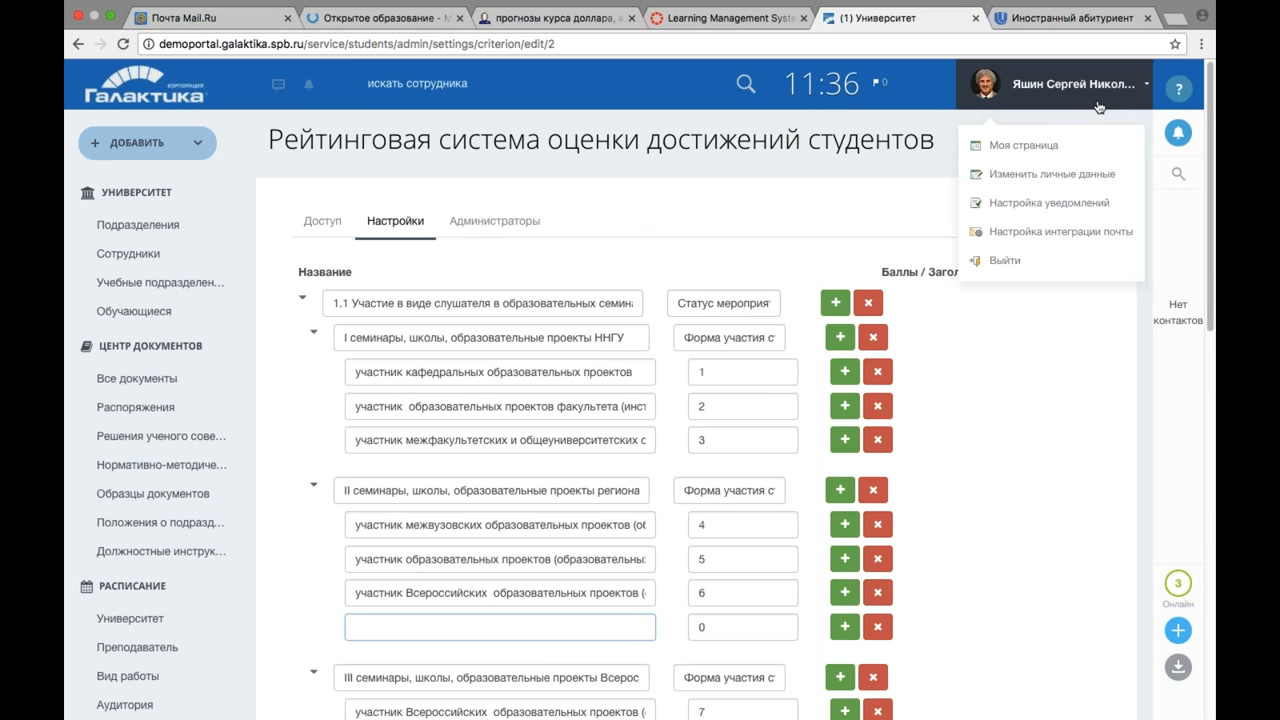 Почта Mail.Ru
Открытое образование - М
прогнозы курса доллара, а
Learning Management Syste
(1) Университет
Иностранный абитуриент
demoportal.galaktika.spb.ru/service/students/admin/settings/criterion/edit/2
КОРПОРАЦИЯ
Галактика
искать сотрудника
11:36
0
Яшин Сергей Никол...
?
ДОБАВИТЬ
Рейтинговая система оценки достижений студентов
Моя страница
Изменить личные данные
Настройка уведомлений
Настройка интеграции почты
Выйти
УНИВЕРСИТЕТ
Подразделения
Сотрудники
Учебные подразделен...
Обучающиеся
ЦЕНТР ДОКУМЕНТОВ
Все документы
Распоряжения
Решения ученого сове...
Нормативно-методиче...
Образцы документов
Положения о подразд...
Должностные инструк...
РАСПИСАНИЕ
Университет
Преподаватель
Вид работы
Аудитория
Доступ
Настройки
Администраторы
Название
Баллы / Загол
1.1 Участие в виде слушателя в образовательных семина
Статус мероприят
I семинары, школы, образовательные проекты ННГУ
Форма участия ст
участник кафедральных образовательных проектов
1
участник образовательных проектов факультета (инст
2
участник межфакультетских и общеуниверситетских о
3
II семинары, школы, образовательные проекты региона
Форма участия ст
участник межвузовских образовательных проектов (об
4
участник образовательных проектов (образовательны
5
участник Всероссийских образовательных проектов (
6
0
III семинары, школы, образовательные проекты Всерос
Форма участия ст
участник Всероссийских образовательных проектов (
7
Нет
контактов
3
Онлайн